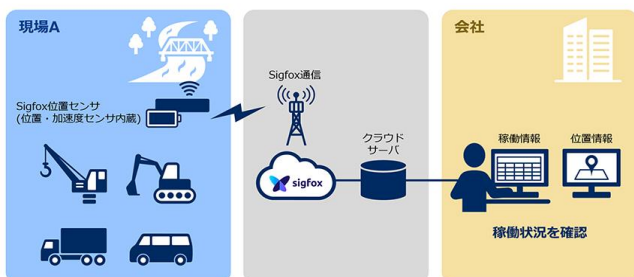 現場A
Sigfox位置センサ
(位置・加速度センサ内蔵)
Sigfox通信
sigfox
クラウド
サーバ
会社
稼働情報
位置情報
稼働状況を確認